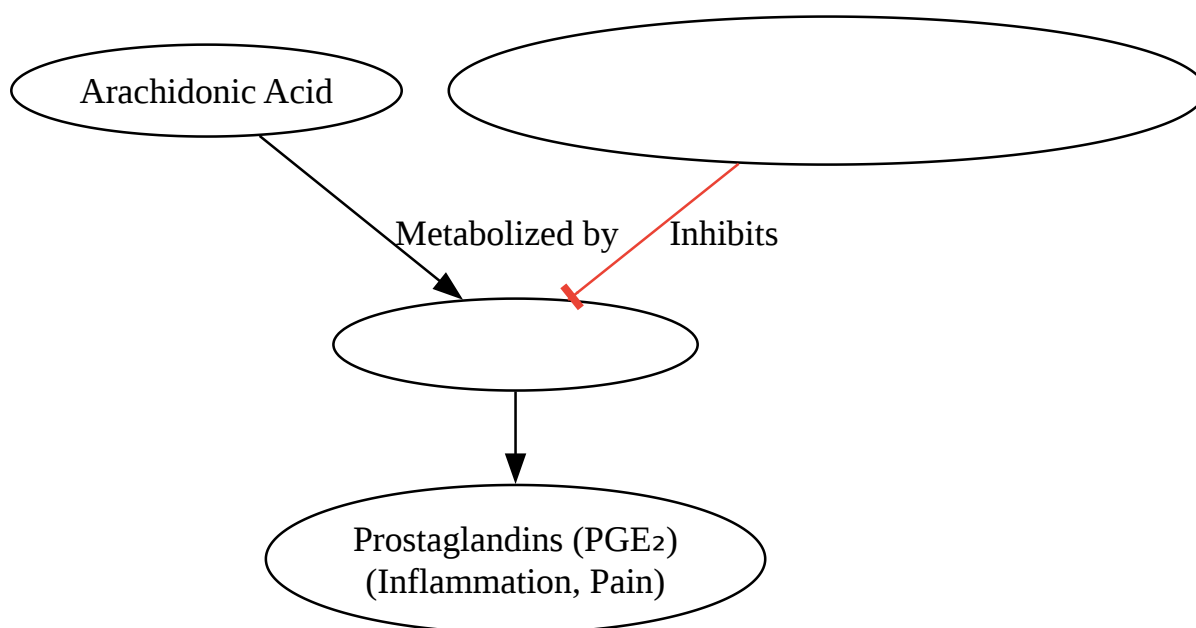 Arachidonic Acid
Metabolized by
Inhibits
Prostaglandins (PGE₂)
(Inflammation, Pain)